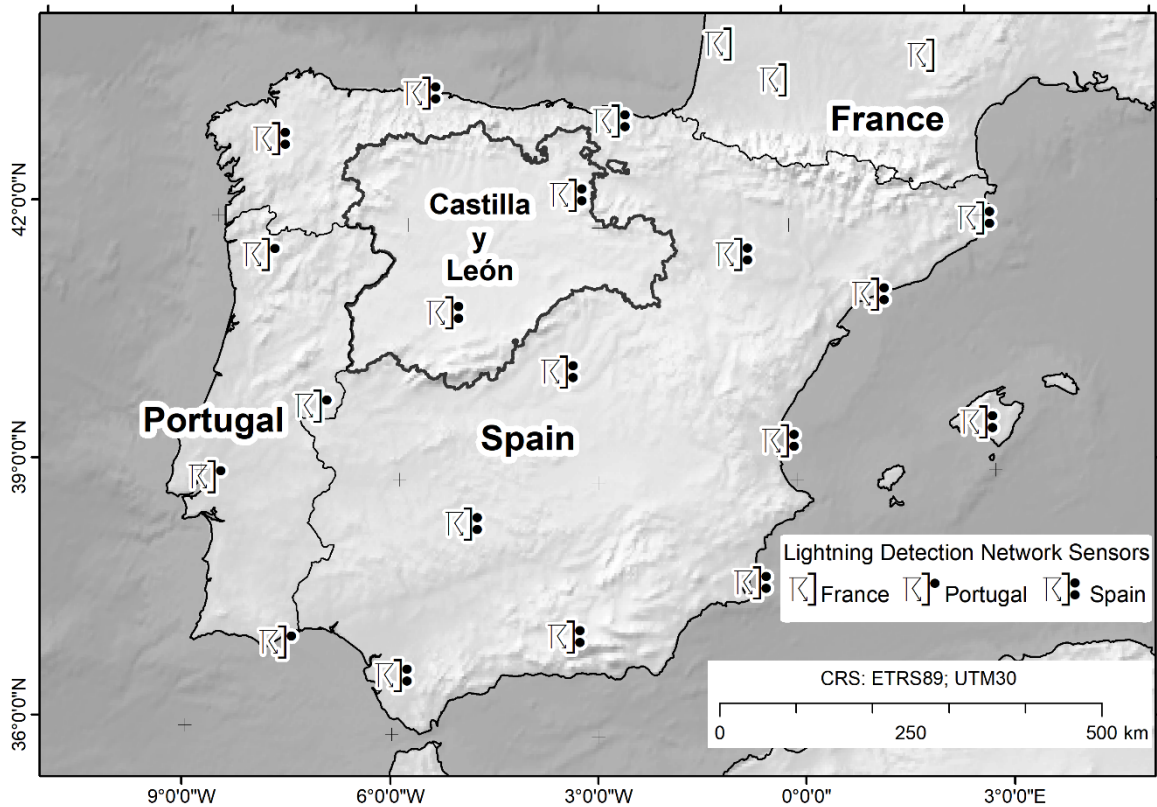 France
42°0'0"N
Castilla
y
León
Portugal
Spain
39°0'0"N
Lightning Detection Network Sensors
France Portugal Spain
36°0'0"N
CRS: ETRS89; UTM30
0 250 500 km
9°0'0"W 6°0'0"W 3°0'0"W 0°0'0" 3°0'0"E